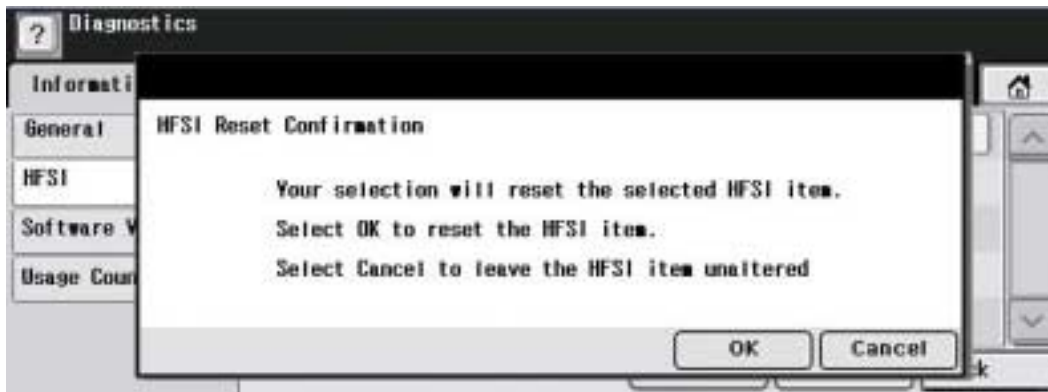 ?
Diagnostics
Informati
General
HFSI
Software V
Usage Coun
HFSI Reset Confirmation
Your selection will reset the selected HFSI item.
Select OK to reset the HFSI item.
Select Cancel to leave the HFSI item unaltered
OK
Cancel
k